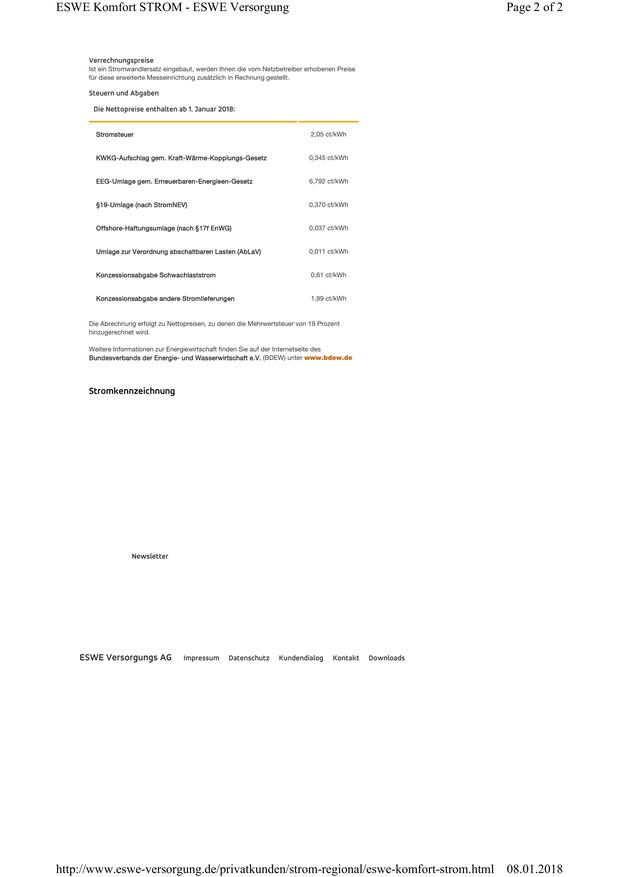 ESWE Komfort STROM - ESWE Versorgung Page 2 of 2
Verrechnungspreise
Ist ein Stromwandlersatz eingebaut, werden Ihnen die vom Netzbetreiber erhobenen Preise
für diese erweiterte Messeinrichtung zusätzlich in Rechnung gestellt.
Steuern und Abgaben
Die Nettopreise enthalten ab 1. Januar 2018:
Stromsteuer 2,05 ct/kWh
KWKG-Aufschlag gem. Kraft-Wärme-Kopplungs-Gesetz 0,345 ct/kWh
EEG-Umlage gem. Erneuerbaren-Energieen-Gesetz 6,792 ct/kWh
§19-Umlage (nach StromNEV) 0,370 ct/kWh
Offshore-Haftungsumlage (nach §17f EnWG) 0,037 ct/kWh
Umlage zur Verordnung abschaltbaren Lasten (AbLaV) 0,011 ct/kWh
Konzessionsabgabe Schwachlaststrom 0,61 ct/kWh
Konzessionsabgabe andere Stromlieferungen 1,99 ct/kWh
Die Abrechnung erfolgt zu Nettopreisen, zu denen die Mehrwertsteuer von 19 Prozent
hinzugerechnet wird.
Weitere Informationen zur Energiewirtschaft finden Sie auf der Internetseite des
Bundesverbands der Energie- und Wasserwirtschaft e.V. (BDEW) unter www.bdew.de
Stromkennzeichnung
Newsletter
ESWE Versorgungs AG Impressum Datenschutz Kundendialog Kontakt Downloads
http://www.eswe-versorgung.de/privatkunden/strom-regional/eswe-komfort-strom.html 08.01.2018